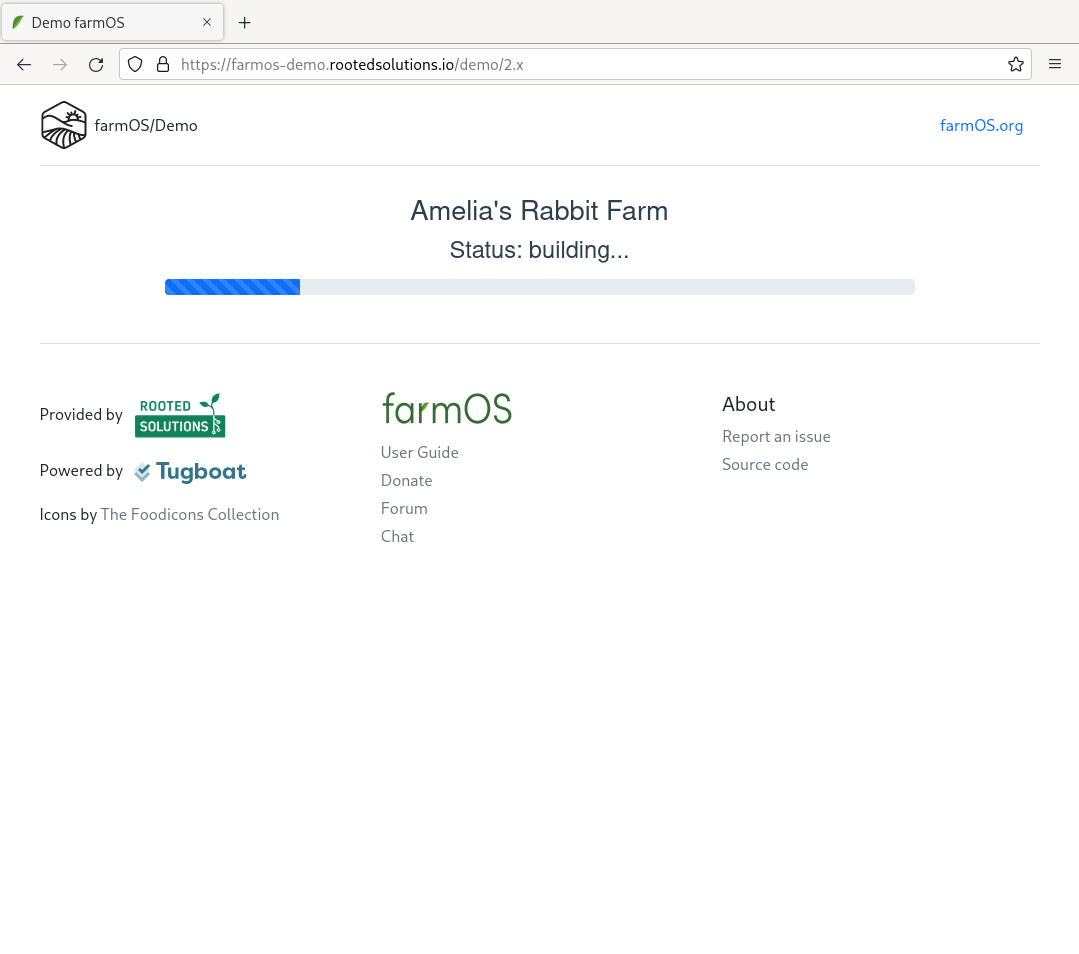 Demo farmOS
https://farmos-demo.rootedsolutions.io/demo/2.x
farmOS/Demo
farmOS.org
Amelia's Rabbit Farm
Status: building...
Provided by ROOTED SOLUTIONS
Powered by Tugboat
Icons by The Foodicons Collection
farmOS
User Guide
Donate
Forum
Chat
About
Report an issue
Source code